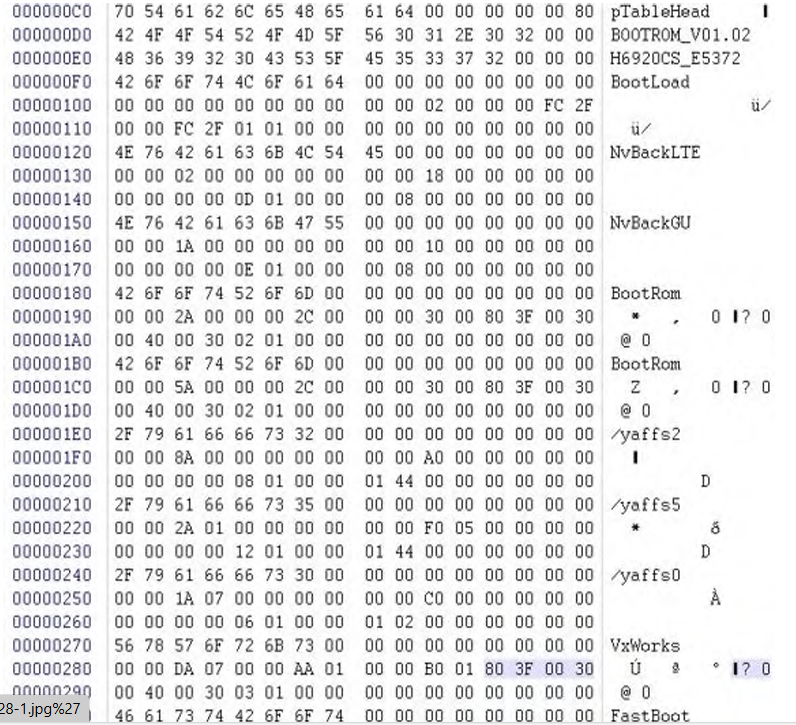 000000C0 70 54 61 62 6C 65 48 65 61 64 00 00 00 00 00 80 pTableHead
000000D0 42 4F 4F 54 52 4F 4D 5F 56 30 31 2E 30 32 00 00 BOOTROM_V01.02
000000E0 48 36 39 32 30 43 53 5F 45 35 33 37 32 00 00 00 H6920CS_E5372
000000F0 42 6F 6F 74 4C 6F 61 64 00 00 00 00 00 00 00 00 BootLoad
00000100 00 00 00 00 00 00 00 00 00 00 02 00 00 00 FC 2F ü/
00000110 00 00 FC 2F 01 01 00 00 00 00 00 00 00 00 00 00 ü/
00000120 4E 76 42 61 63 6B 4C 54 45 00 00 00 00 00 00 00 NvBackLTE
00000130 00 00 02 00 00 00 00 00 00 00 18 00 00 00 00 00
00000140 00 00 00 00 0D 01 00 00 00 08 00 00 00 00 00 00
00000150 4E 76 42 61 63 6B 47 55 00 00 00 00 00 00 00 00 NvBackGU
00000160 00 00 1A 00 00 00 00 00 00 00 10 00 00 00 00 00
00000170 00 00 00 00 0E 01 00 00 00 08 00 00 00 00 00 00
00000180 42 6F 6F 74 52 6F 6D 00 00 00 00 00 00 00 00 00 BootRom
00000190 00 00 2A 00 00 00 2C 00 00 00 30 00 80 3F 00 30 * , 0 ? 0
000001A0 00 40 00 30 02 01 00 00 00 00 00 00 00 00 00 00 @ 0
000001B0 42 6F 6F 74 52 6F 6D 00 00 00 00 00 00 00 00 00 BootRom
000001C0 00 00 5A 00 00 00 2C 00 00 00 30 00 80 3F 00 30 Z , 0 ? 0
000001D0 00 40 00 30 02 01 00 00 00 00 00 00 00 00 00 00 @ 0
000001E0 2F 79 61 66 66 73 32 00 00 00 00 00 00 00 00 00 /yaffs2
000001F0 00 00 8A 00 00 00 00 00 00 00 A0 00 00 00 00 00
00000200 00 00 00 00 08 01 00 00 01 44 00 00 00 00 00 00 D
00000210 2F 79 61 66 66 73 35 00 00 00 00 00 00 00 00 00 /yaffs5
00000220 00 00 2A 01 00 00 00 00 00 00 F0 05 00 00 00 00 *
00000230 00 00 00 00 12 01 00 00 01 44 00 00 00 00 00 00 D
00000240 2F 79 61 66 66 73 30 00 00 00 00 00 00 00 00 00 /yaffs0
00000250 00 00 1A 07 00 00 00 00 00 00 C0 00 00 00 00 00 À
00000260 00 00 00 00 06 01 00 00 01 02 00 00 00 00 00 00
00000270 56 78 57 6F 72 6B 73 00 00 00 00 00 00 00 00 00 VxWorks
00000280 00 00 DA 07 00 00 AA 01 00 00 B0 01 80 3F 00 30 Ú ª ° ? 0
00000290 00 40 00 30 03 01 00 00 00 00 00 00 00 00 00 00 @ 0
28-1.jpg%27
0 46 61 73 74 42 6F 6F 74 00 00 00 00 00 00 00 00 FastBoot